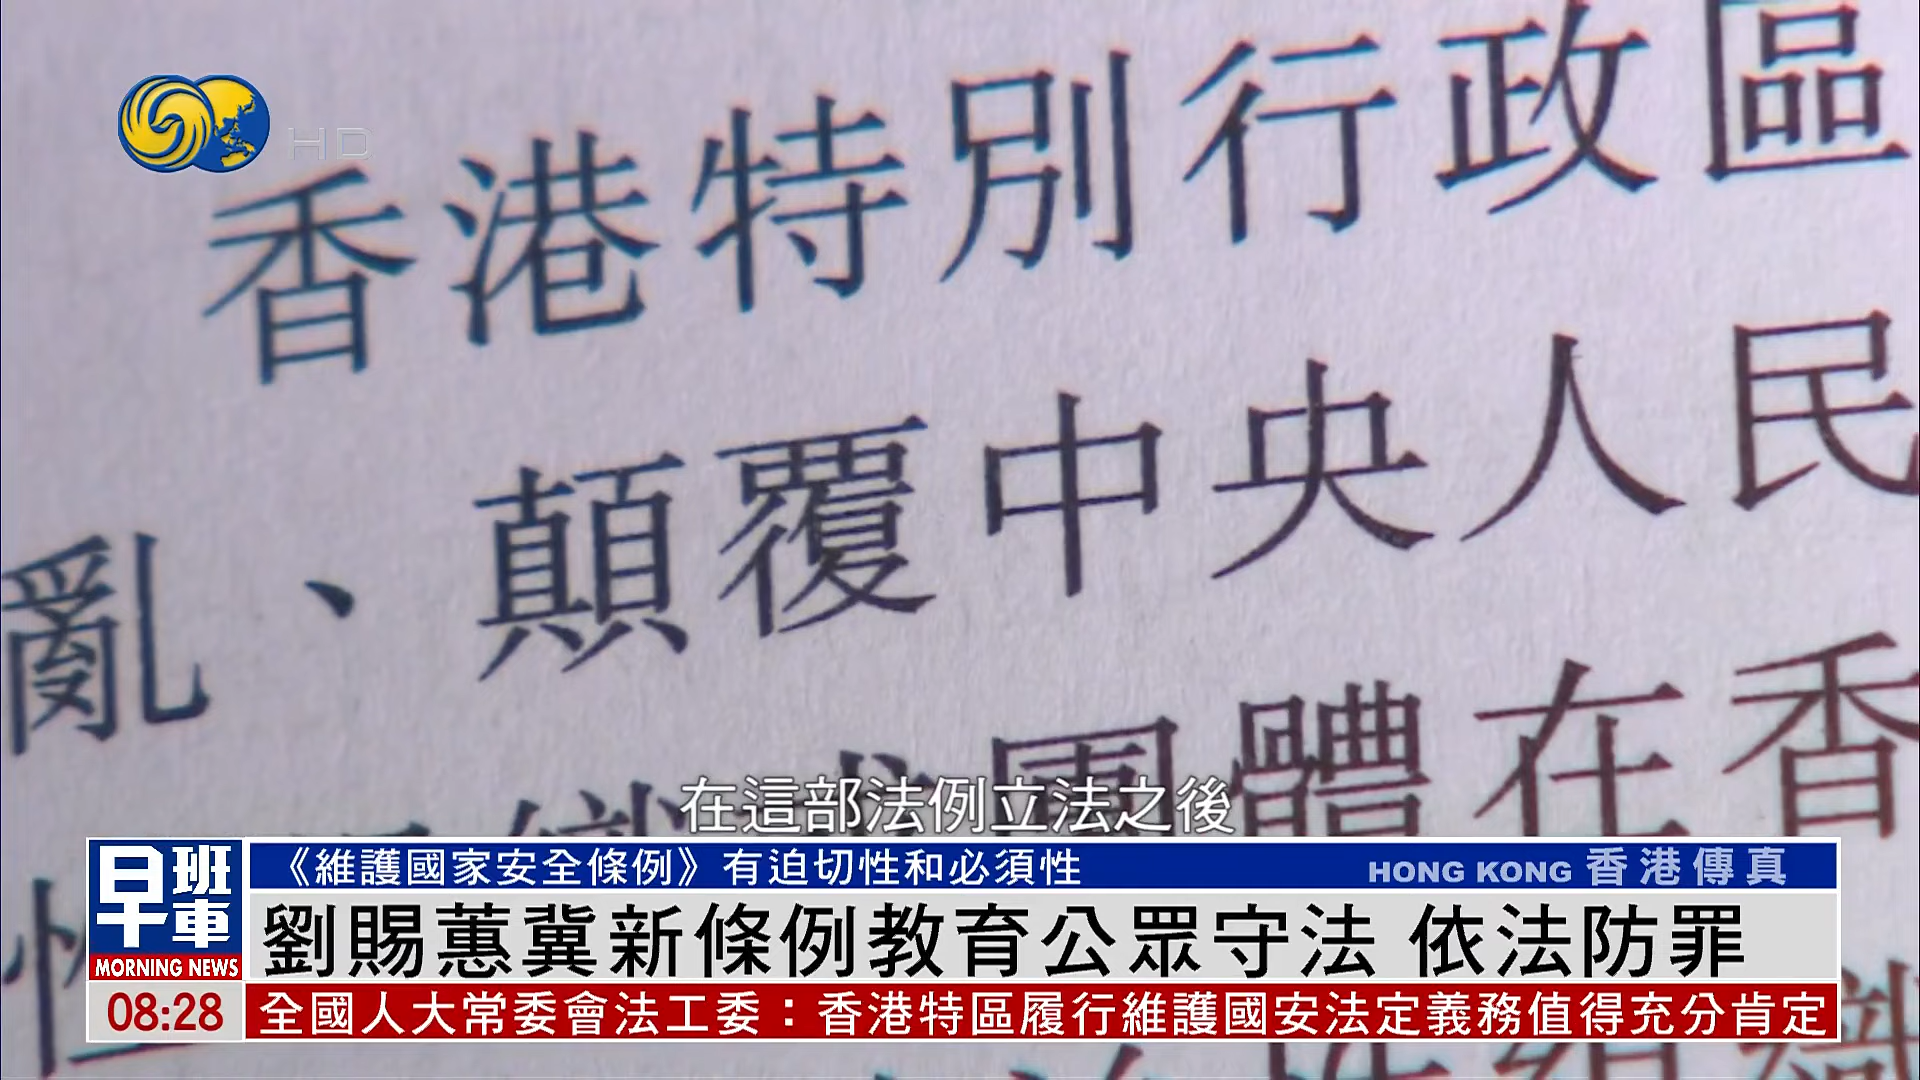 HD
香港特別行政區
亂、顛覆中央人民
團體在香
在這部法例立法之後
早班車
MORNING NEWS
《維護國家安全條例》有迫切性和必須性
HONG KONG 香港傳真
劉賜蕙冀新條例教育公眾守法 依法防罪
08:28
全國人大常委會法工委：香港特區履行維護國安法定義務值得充分肯定